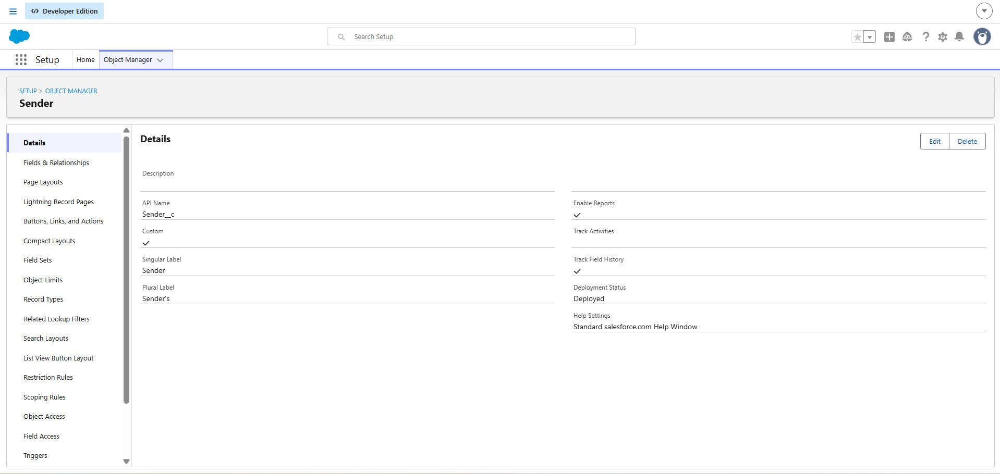 Developer Edition
Search Setup
Setup
Home
Object Manager
SETUP > OBJECT MANAGER
Sender
Details
Fields & Relationships
Page Layouts
Lightning Record Pages
Buttons, Links, and Actions
Compact Layouts
Field Sets
Object Limits
Record Types
Related Lookup Filters
Search Layouts
List View Button Layout
Restriction Rules
Scoping Rules
Object Access
Field Access
Triggers
Details
Edit
Delete
Description
API Name
Sender__c
Custom
Singular Label
Sender
Plural Label
Sender's
Enable Reports
Track Activities
Track Field History
Deployment Status
Deployed
Help Settings
Standard salesforce.com Help Window